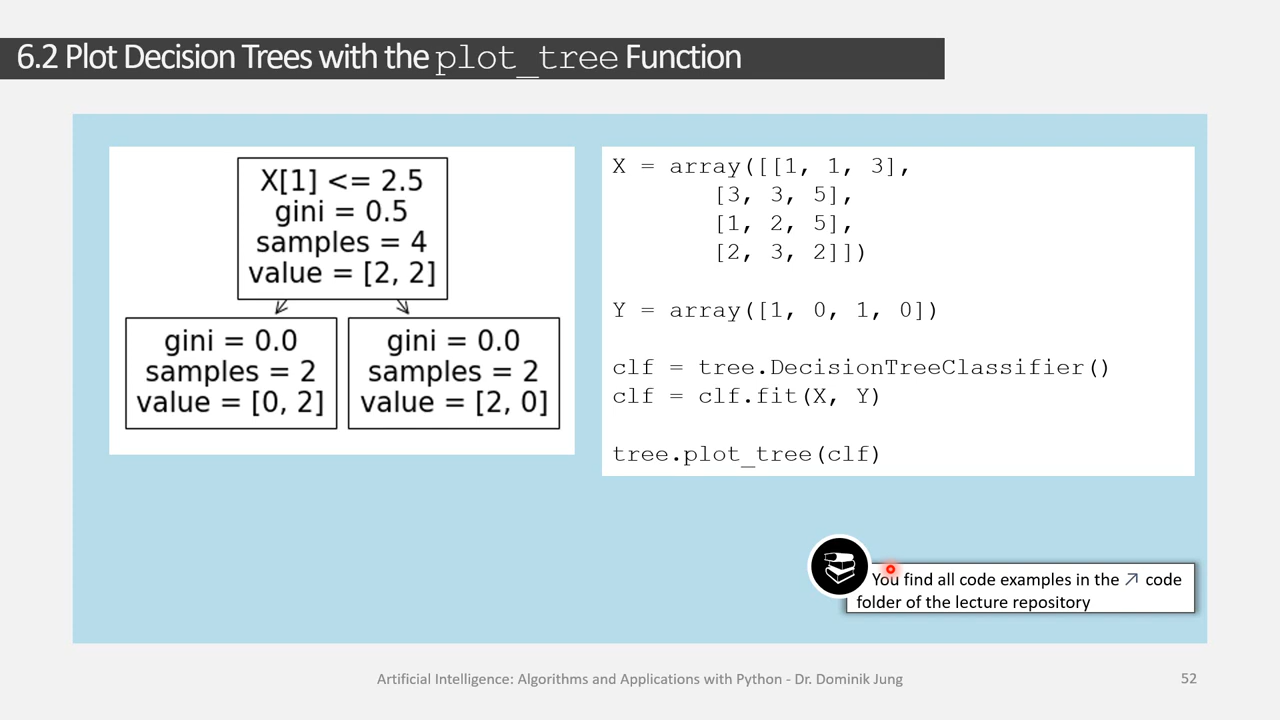 6.2 Plot Decision Trees with the plot_tree Function
X[1] <= 2.5
gini = 0.5
samples = 4
value = [2, 2]
gini = 0.0
samples = 2
value = [0, 2]
gini = 0.0
samples = 2
value = [2, 0]
X = array([[1, 1, 3],
[3, 3, 5],
[1, 2, 5],
[2, 3, 2]])
Y = array([1, 0, 1, 0])
clf = tree.DecisionTreeClassifier()
clf = clf.fit(X, Y)
tree.plot_tree(clf)
You find all code examples in the ↗ code
folder of the lecture repository
Artificial Intelligence: Algorithms and Applications with Python - Dr. Dominik Jung
52